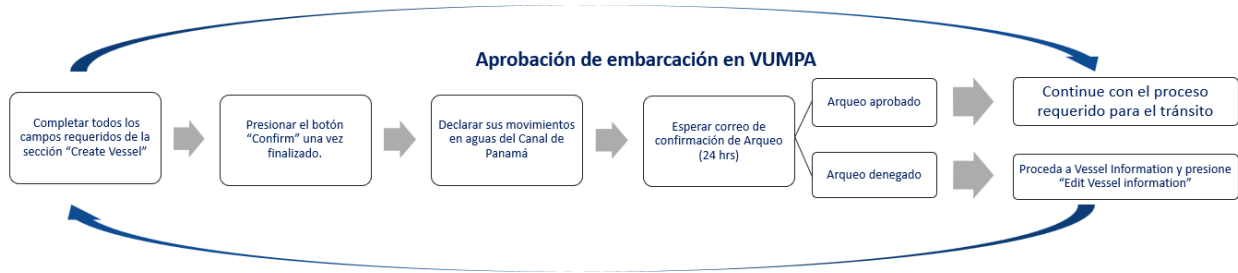 Aprobación de embarcación en VUMPA
Completar todos los
campos requeridos de la
sección “Create Vessel”
Presionar el botón
“Confirm” una vez
finalizado.
Declarar sus movimientos
en aguas del Canal de
Panamá
Esperar correo de
confirmación de Arqueo
(24 hrs)
Arqueo aprobado
Continue con el proceso
requerido para el tránsito
Arqueo denegado
Proceda a Vessel Information y presione
“Edit Vessel information”